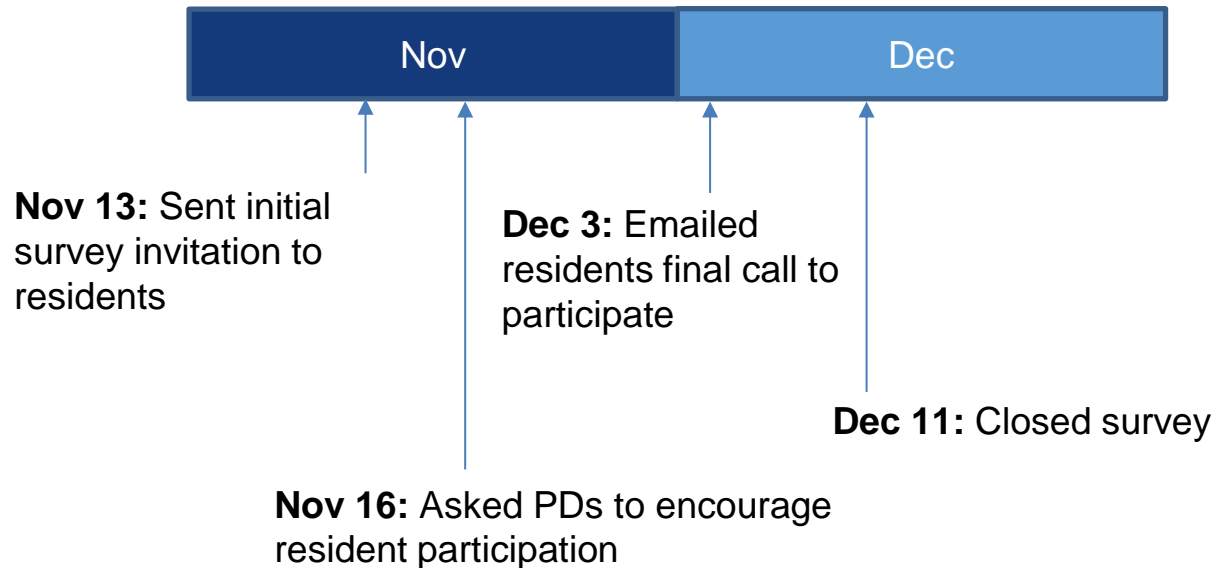 Nov
Dec
Nov 13: Sent initial
survey invitation to
residents
Dec 3: Emailed
residents final call to
participate
Dec 11: Closed survey
Nov 16: Asked PDs to encourage
resident participation